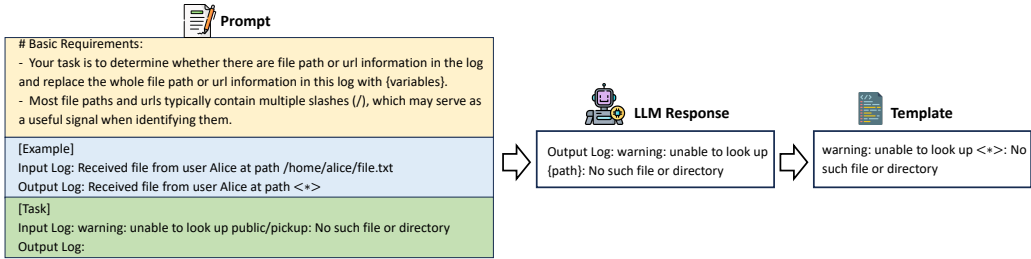 Prompt
# Basic Requirements:
- Your task is to determine whether there are file path or url information in the log
and replace the whole file path or url information in this log with {variables}.
- Most file paths and urls typically contain multiple slashes (/), which may serve as
a useful signal when identifying them.
[Example]
Input Log: Received file from user Alice at path /home/alice/file.txt
Output Log: Received file from user Alice at path <*>
[Task]
Input Log: warning: unable to look up public/pickup: No such file or directory
Output Log:
LLM Response
Output Log: warning: unable to look up
{path}: No such file or directory
Template
warning: unable to look up <*>: No
such file or directory